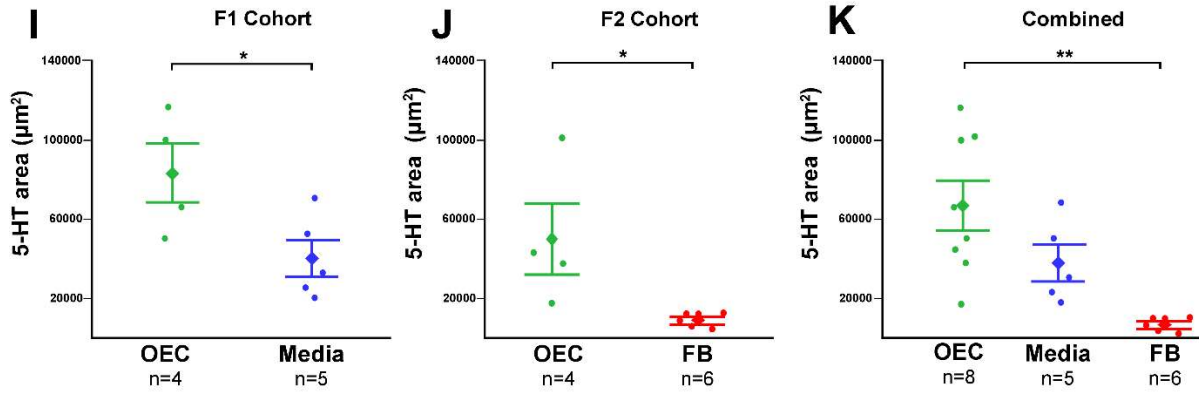 I
F1 Cohort
5-HT area (µm²)
140000
100000
60000
20000
*
OEC
Media
n=4
n=5
J
F2 Cohort
5-HT area (µm²)
140000
100000
60000
20000
*
OEC
FB
n=4
n=6
K
Combined
5-HT area (µm²)
140000
100000
60000
20000
**
OEC
Media
FB
n=8
n=5
n=6